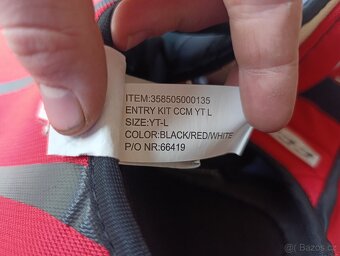 ITEM:358505000135
ENTRY KIT CCM YT L
SIZE:YT-L
COLOR:BLACK/RED/WHITE
P/O NR:66419
Bazos.cz